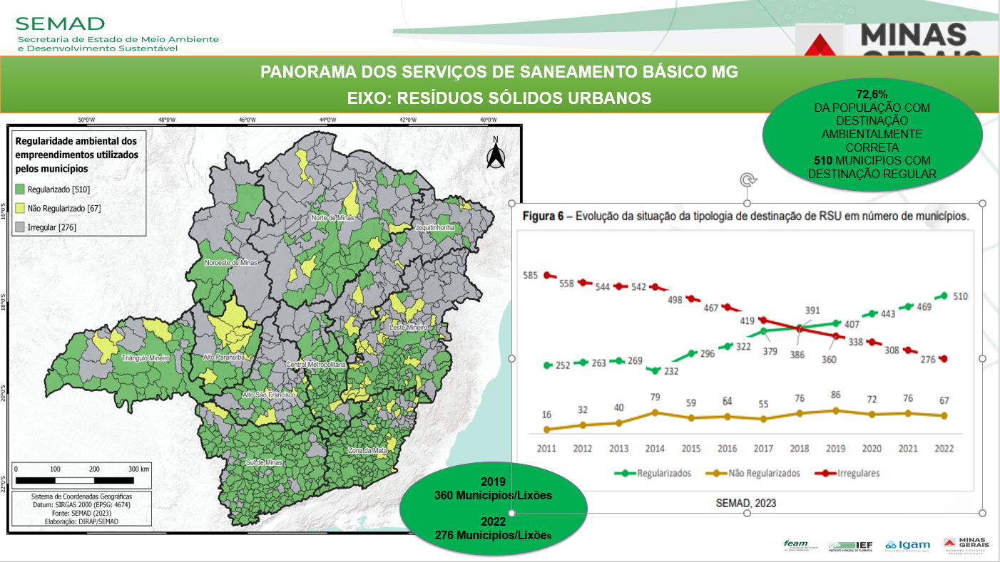 SEMAD
Secretaria de Estado de Meio Ambiente
e Desenvolvimento Sustentável
MINAS
GERAIS
PANORAMA DOS SERVIÇOS DE SANEAMENTO BÁSICO MG
EIXO: RESÍDUOS SÓLIDOS URBANOS
72,6%
DA POPULAÇÃO COM
DESTINAÇÃO
AMBIENTALMENTE
CORRETA
510 MUNICIPIOS COM
DESTINAÇÃO REGULAR
50°0'W 48°0'W 46°0'W 44°0'W 42°0'W 40°0'W
16°0'S
18°0'S
20°0'S
22°0'S
Regularidade ambiental dos
empreendimentos utilizados
pelos municípios
Regularizado [510]
Não Regularizado [67]
Irregular [276]
N
Norte de Minas
Jequitinhonha
Noroeste de Minas
Leste Mineiro
Triângulo Mineiro
Alto Paranaíba
Central Metropolitana
Alto São Francisco
Zona da Mata
Sul de Minas
0 100 200 300 km
Sistema de Coordenadas Geográficas
Datum: SIRGAS 2000 (EPSG: 4674)
Fonte: SEMAD (2023)
Elaboração: DIRAP/SEMAD
Figura 6 – Evolução da situação da tipologia de destinação de RSU em número de municípios.
585 558 544 542 498 467 419 386 360 338 308 276
252 263 269 232 296 322 379 391 407 443 469 510
16 32 40 79 59 64 55 76 86 72 76 67
2011 2012 2013 2014 2015 2016 2017 2018 2019 2020 2021 2022
Regularizados Não Regularizados Irregulares
SEMAD, 2023
2019
360 Municipios/Lixões
2022
276 Municipios/Lixões
feam
IEF
INSTITUTO ESTADUAL DE FLORESTAS
Igam
MINAS
GERAIS